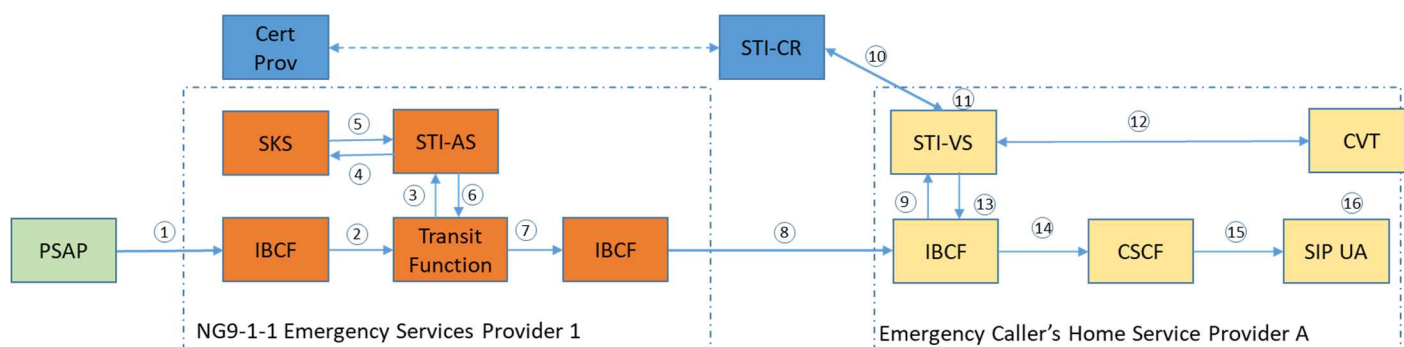 Cert
Prov
STI-CR
10
11
SKS
5
STI-AS
STI-VS
12
CVT
4
3
6
9
13
16
PSAP
1
IBCF
2
Transit
Function
7
IBCF
8
IBCF
14
CSCF
15
SIP UA
NG9-1-1 Emergency Services Provider 1
Emergency Caller’s Home Service Provider A